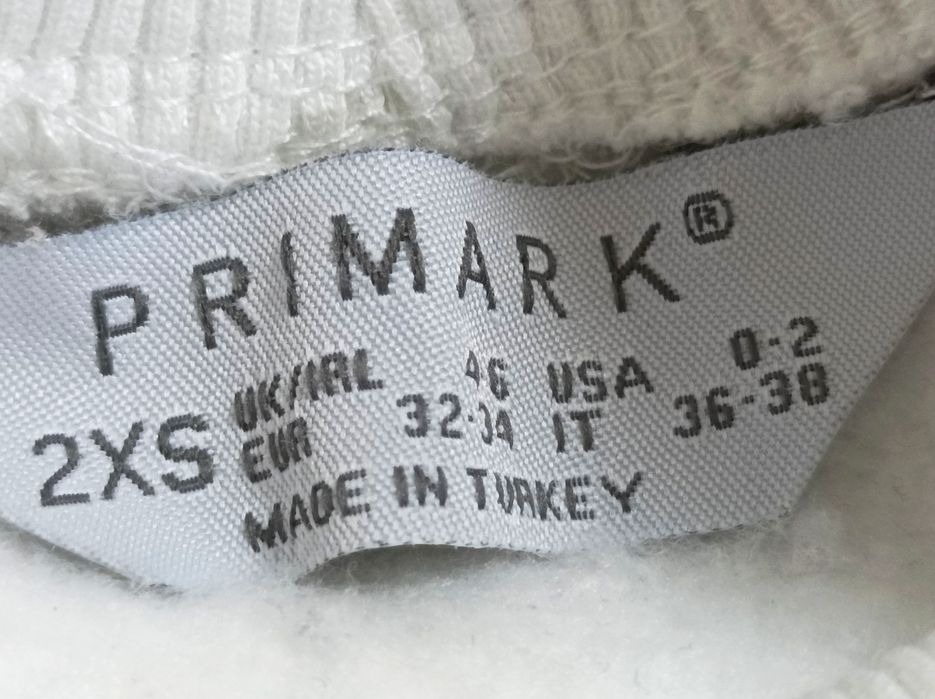 PRIMARK®
2XS
UK/IRL 4-6 USA 0-2
EUR 32-34 IT 36-38
MADE IN TURKEY